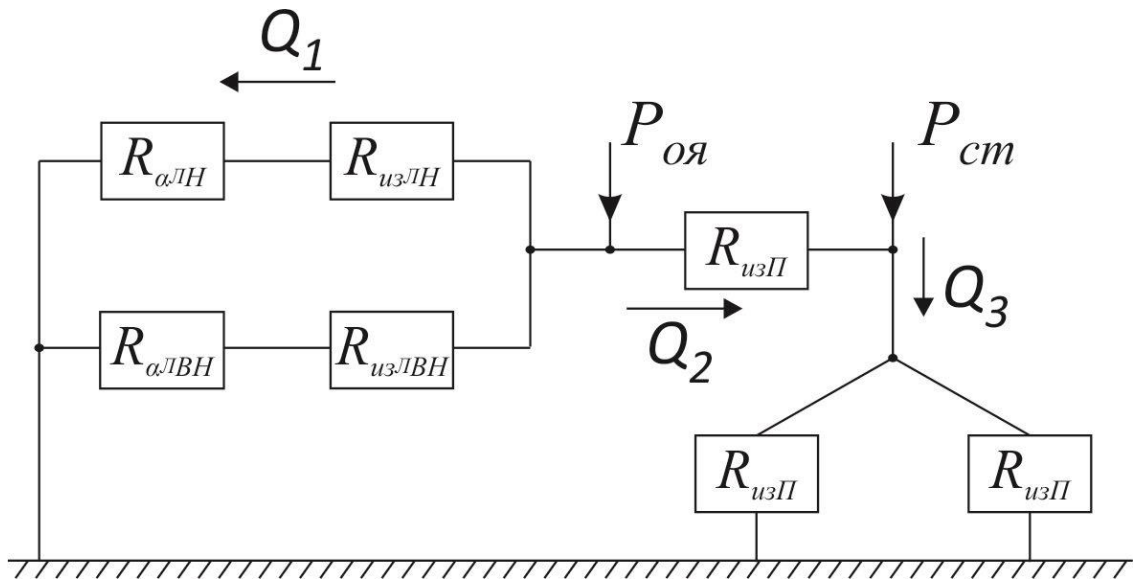 Q1
RαЛН
RизЛН
Pоя
Pст
RизП
Q2
Q3
RαЛВН
RизЛВН
RизП
RизП